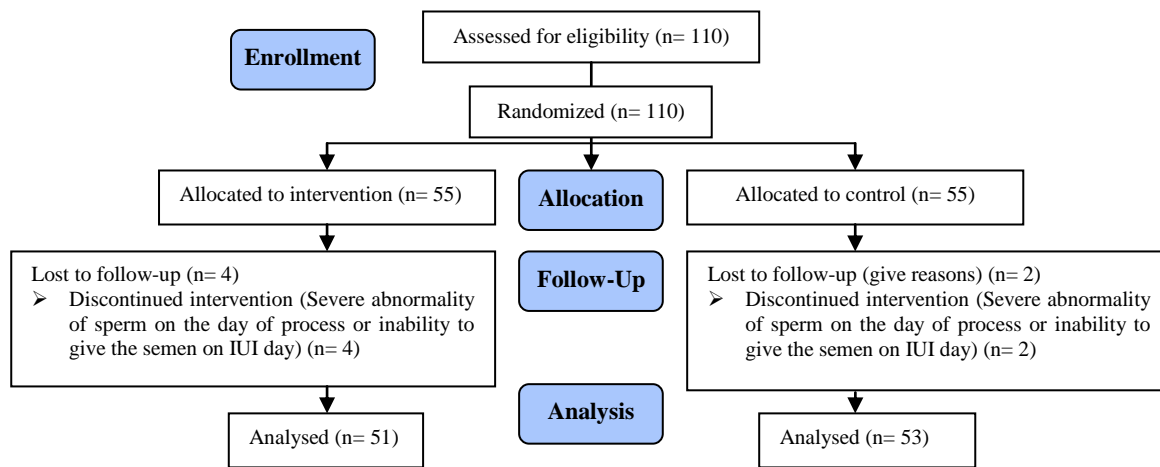 Assessed for eligibility (n= 110)
Enrollment
Randomized (n= 110)
Allocated to intervention (n= 55)
Allocation
Allocated to control (n= 55)
Lost to follow-up (n= 4)
➢ Discontinued intervention (Severe abnormality
of sperm on the day of process or inability to
give the semen on IUI day) (n= 4)
Follow-Up
Lost to follow-up (give reasons) (n= 2)
➢ Discontinued intervention (Severe abnormality
of sperm on the day of process or inability to
give the semen on IUI day) (n= 2)
Analysis
Analysed (n= 51)
Analysed (n= 53)